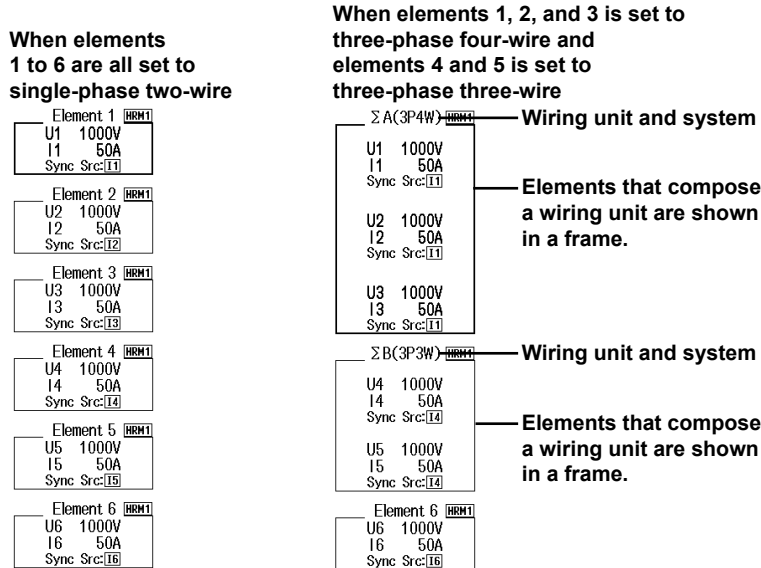 When elements
1 to 6 are all set to
single-phase two-wire
Element 1 HRM1
U1 1000V
I1 50A
Sync Src:I1
Element 2 HRM1
U2 1000V
I2 50A
Sync Src:I2
Element 3 HRM1
U3 1000V
I3 50A
Sync Src:I3
Element 4 HRM1
U4 1000V
I4 50A
Sync Src:I4
Element 5 HRM1
U5 1000V
I5 50A
Sync Src:I5
Element 6 HRM1
U6 1000V
I6 50A
Sync Src:I6
When elements 1, 2, and 3 is set to
three-phase four-wire and
elements 4 and 5 is set to
three-phase three-wire
ΣA(3P4W) HRM1
Wiring unit and system
U1 1000V
I1 50A
Sync Src:I1
U2 1000V
I2 50A
Sync Src:I1
U3 1000V
I3 50A
Sync Src:I1
Elements that compose
a wiring unit are shown
in a frame.
ΣB(3P3W) HRM1
Wiring unit and system
U4 1000V
I4 50A
Sync Src:I4
U5 1000V
I5 50A
Sync Src:I4
Elements that compose
a wiring unit are shown
in a frame.
Element 6 HRM1
U6 1000V
I6 50A
Sync Src:I6